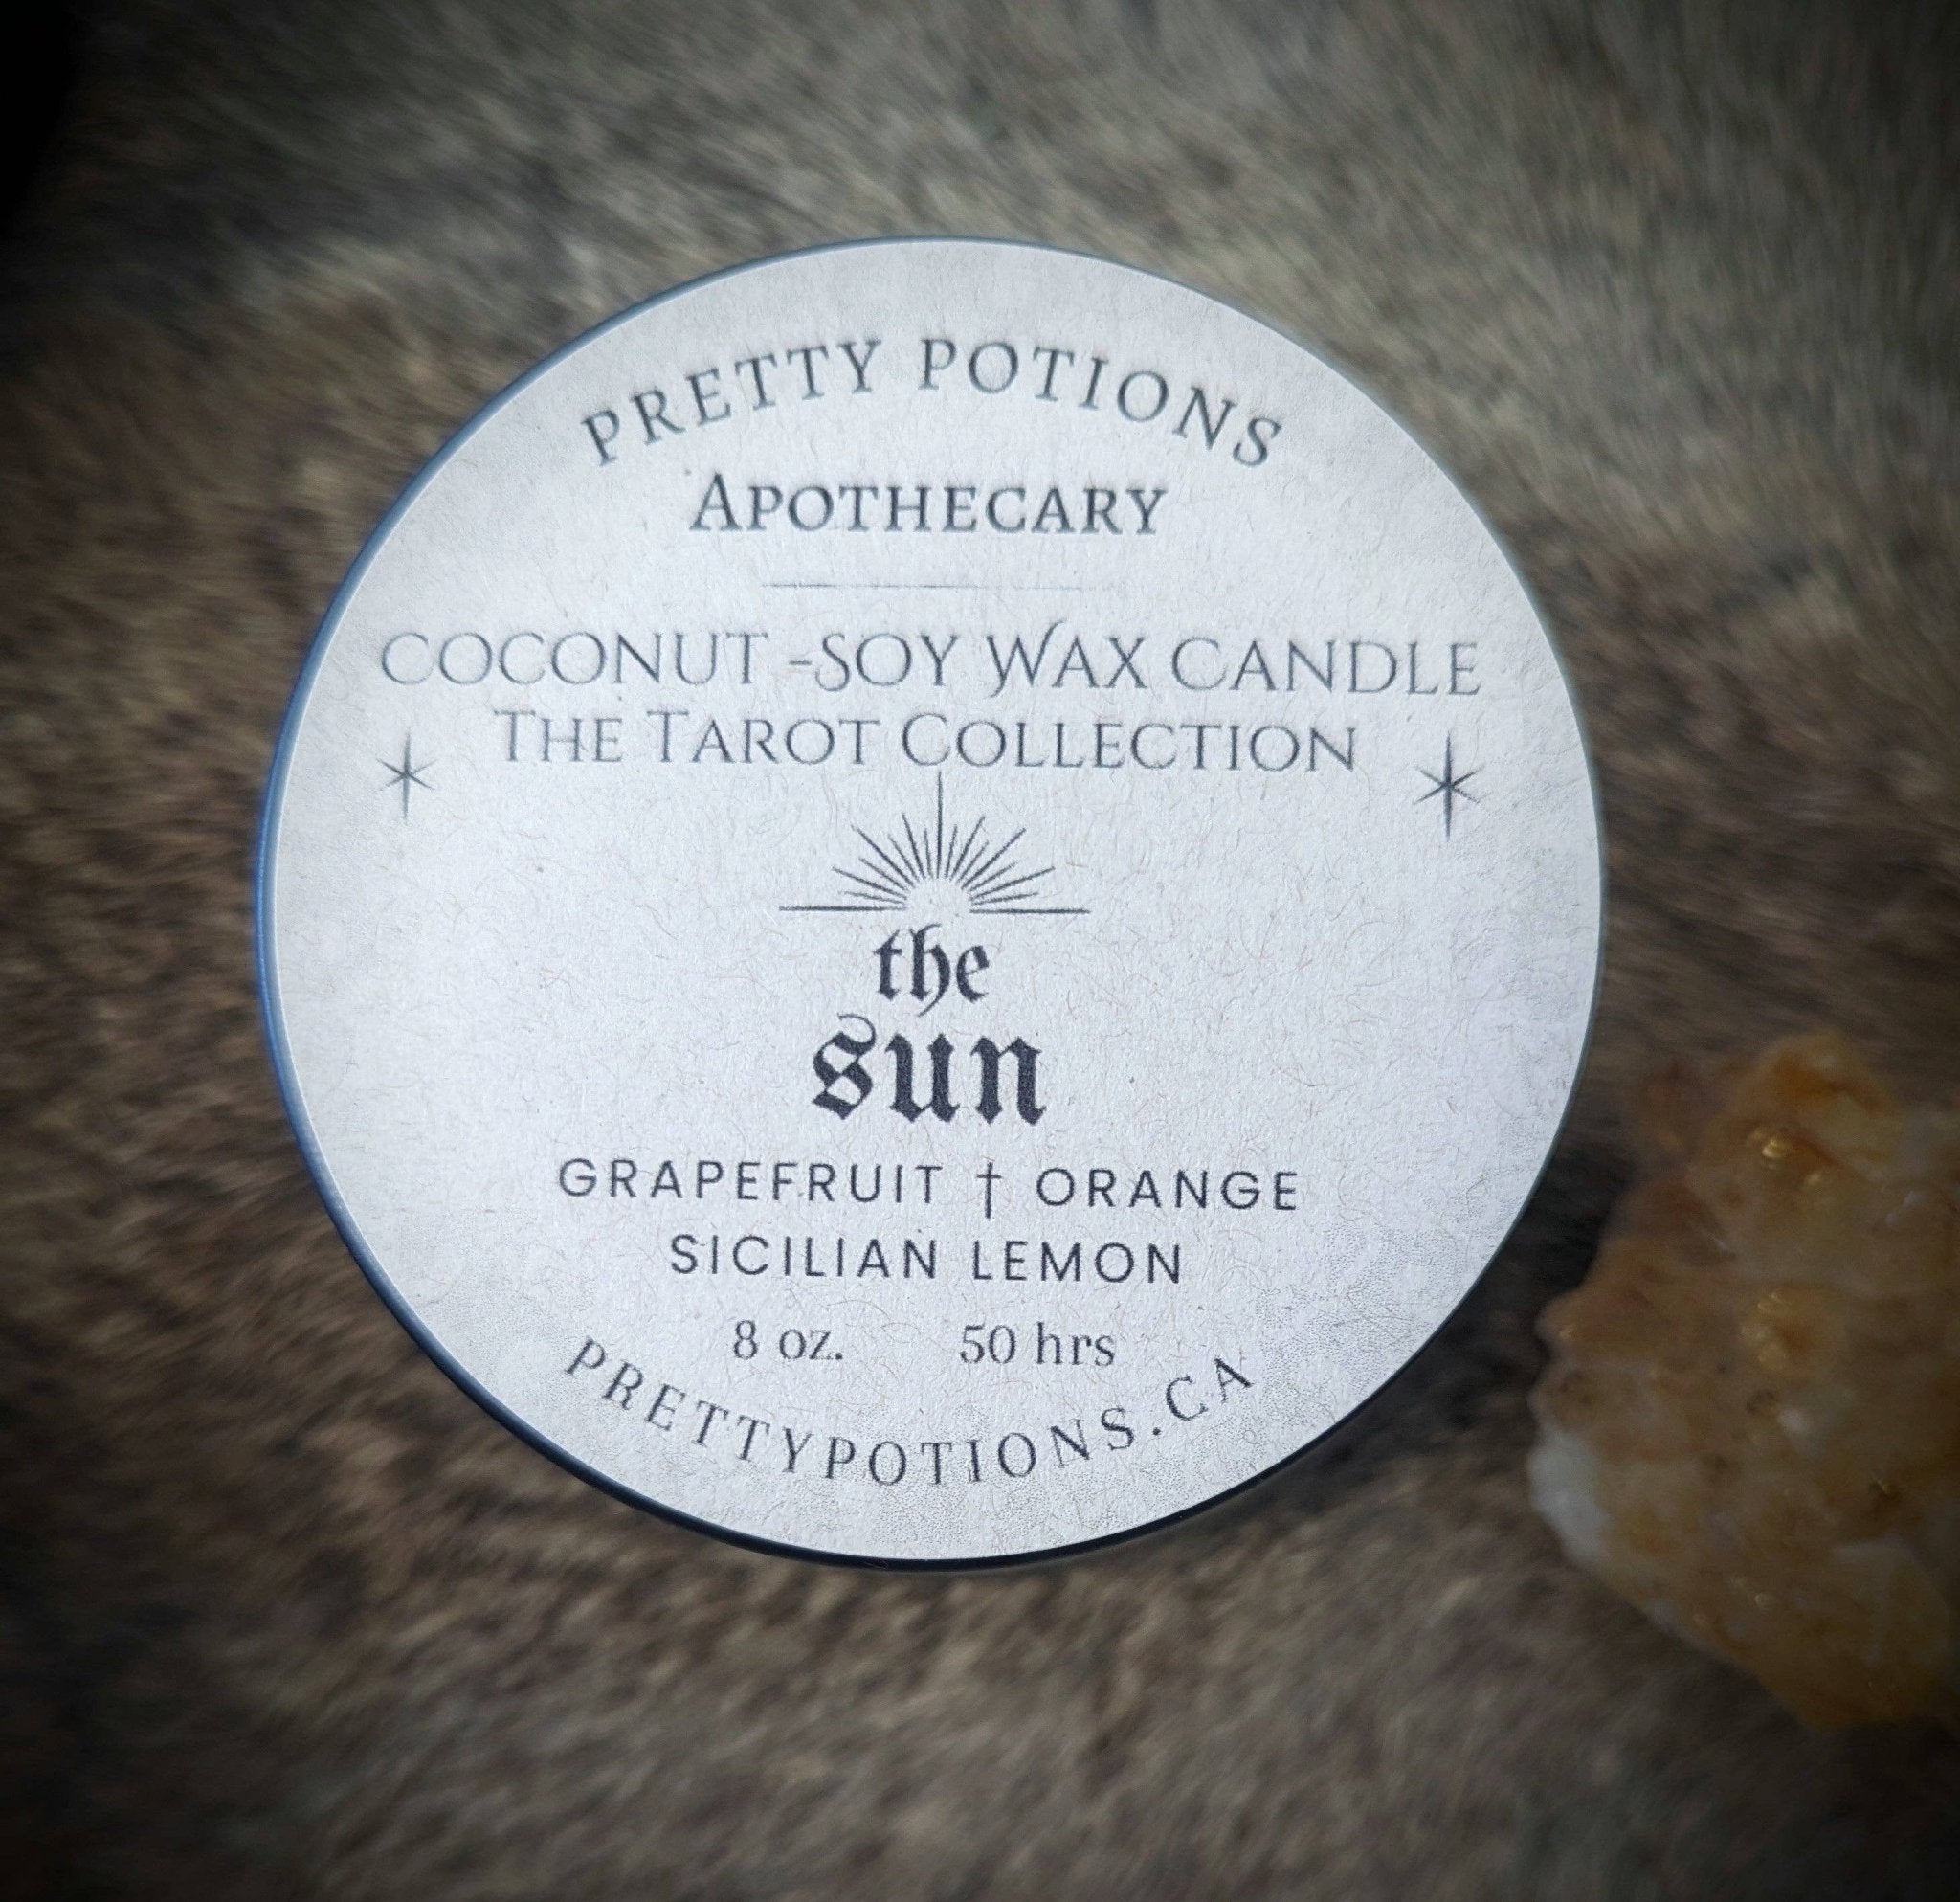 PRETTY POTIONS
APOTHECARY
COCONUT -SOY WAX CANDLE
THE TAROT COLLECTION
the
sun
GRAPEFRUIT † ORANGE
SICILIAN LEMON
8 oz. 50 hrs
PRETTYPOTIONS.CA